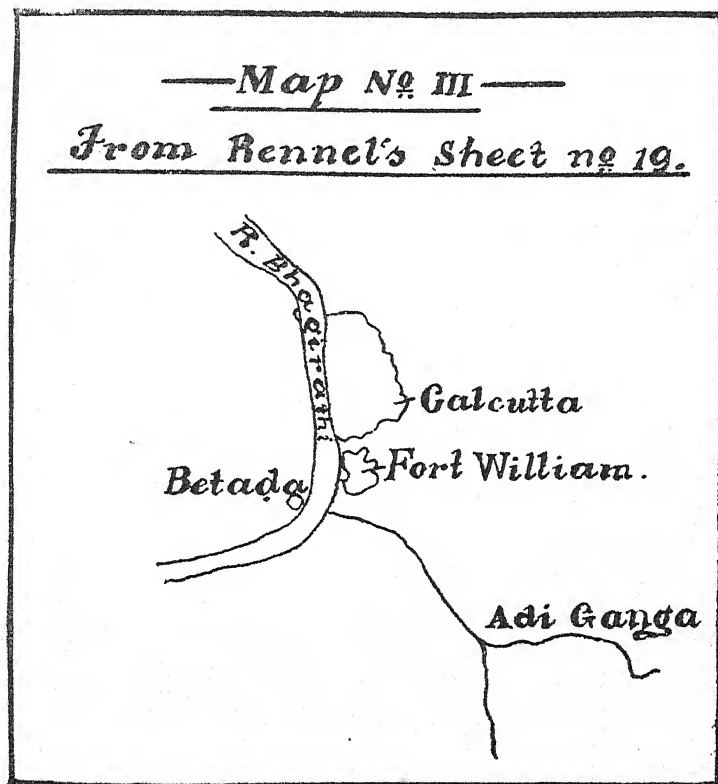 Map No III
From Rennel's Sheet no 19.
R. Bhagirathi
Calcutta
Fort William.
Betada
Adi Ganga